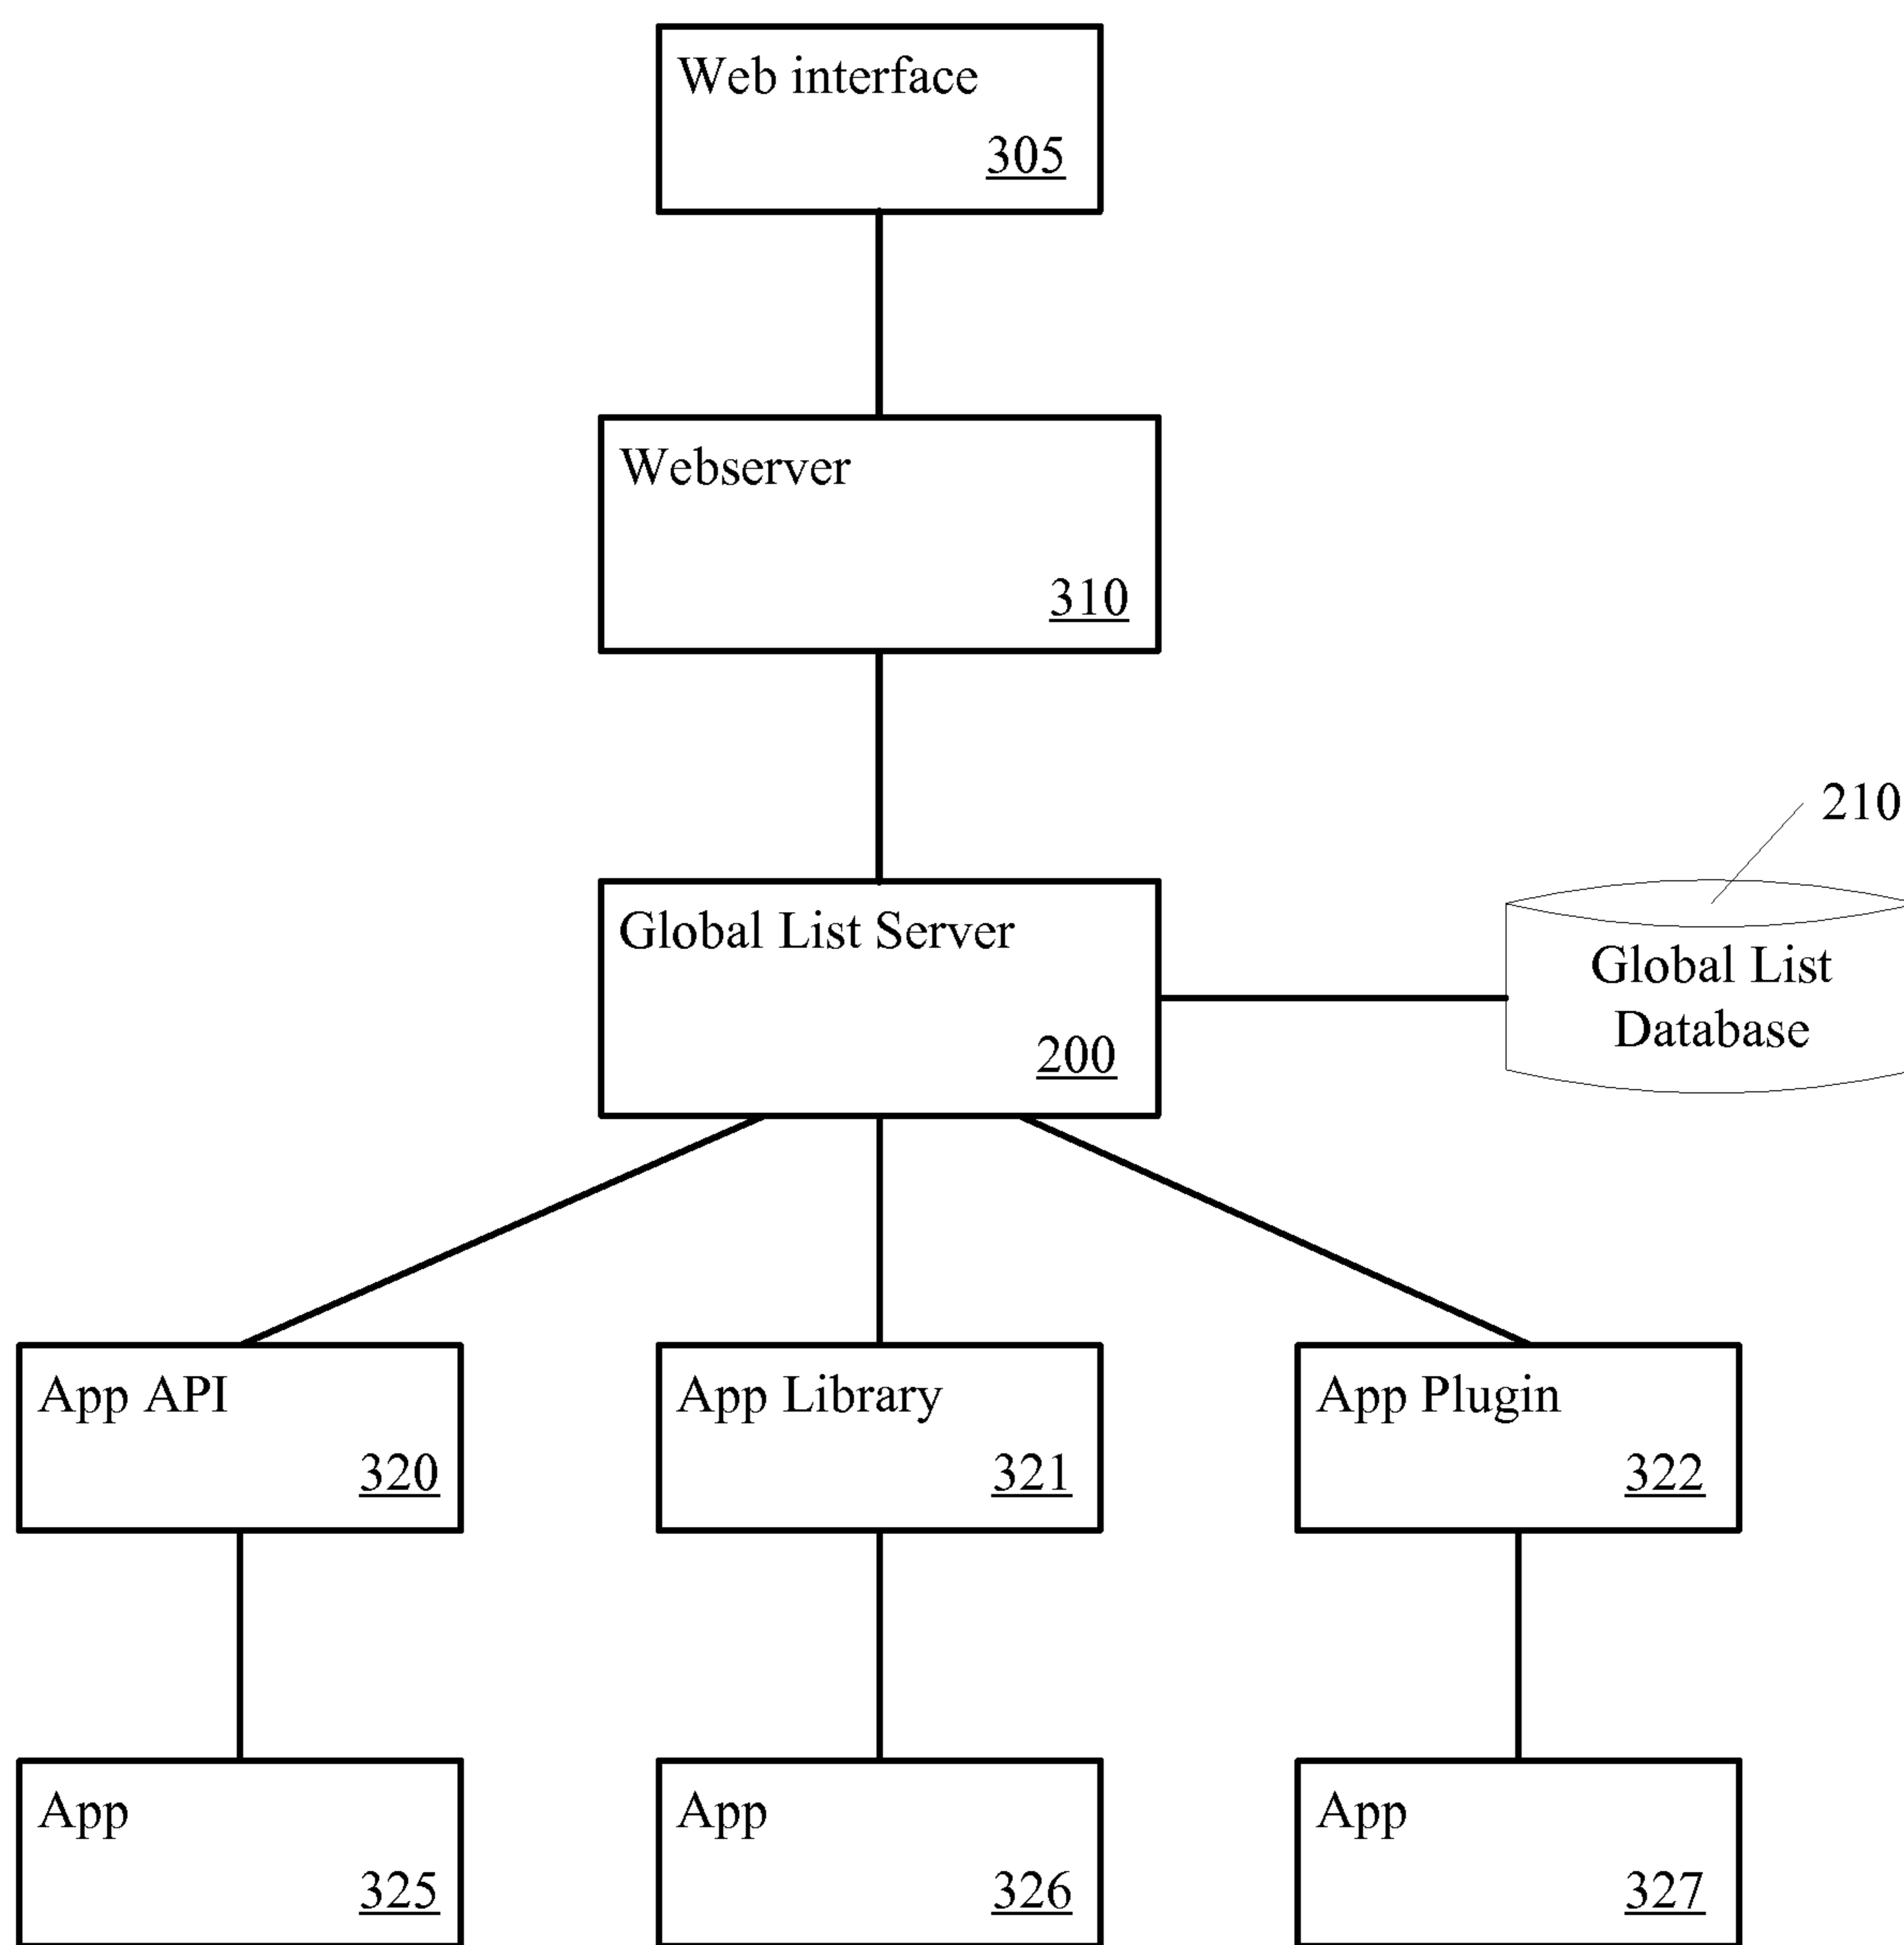 Web interface
305
Webserver
310
210
Global List Server
200
Global List
Database
App API
320
App Library
321
App Plugin
322
App
325
App
326
App
327